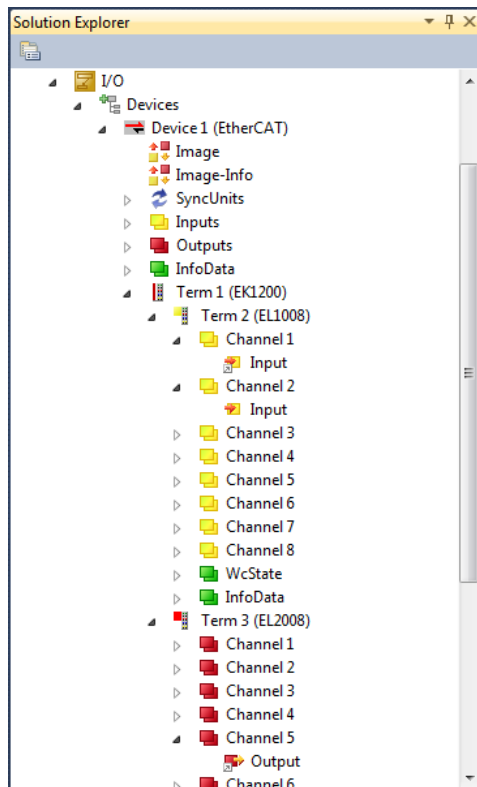 Solution Explorer
I/O
Devices
Device 1 (EtherCAT)
Image
Image-Info
SyncUnits
Inputs
Outputs
InfoData
Term 1 (EK1200)
Term 2 (EL1008)
Channel 1
Input
Channel 2
Input
Channel 3
Channel 4
Channel 5
Channel 6
Channel 7
Channel 8
WcState
InfoData
Term 3 (EL2008)
Channel 1
Channel 2
Channel 3
Channel 4
Channel 5
Output
Channel 6